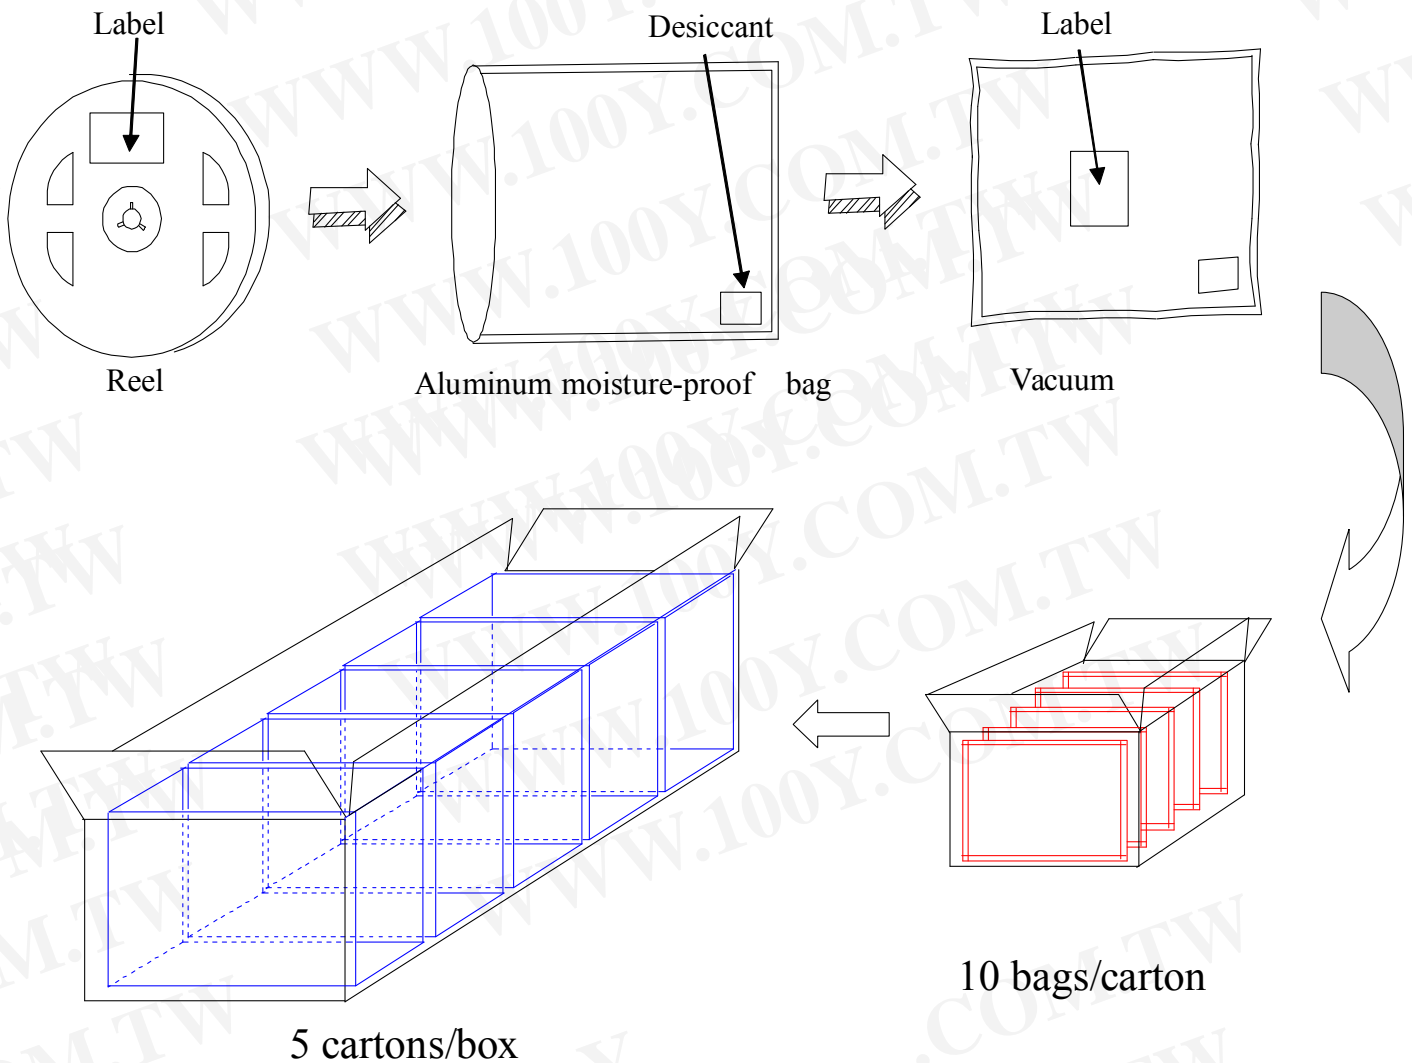 Label
Desiccant
Label
Reel
Aluminum moisture-proof bag
Vacuum
10 bags/carton
5 cartons/box
WWW.100Y.COM.TW